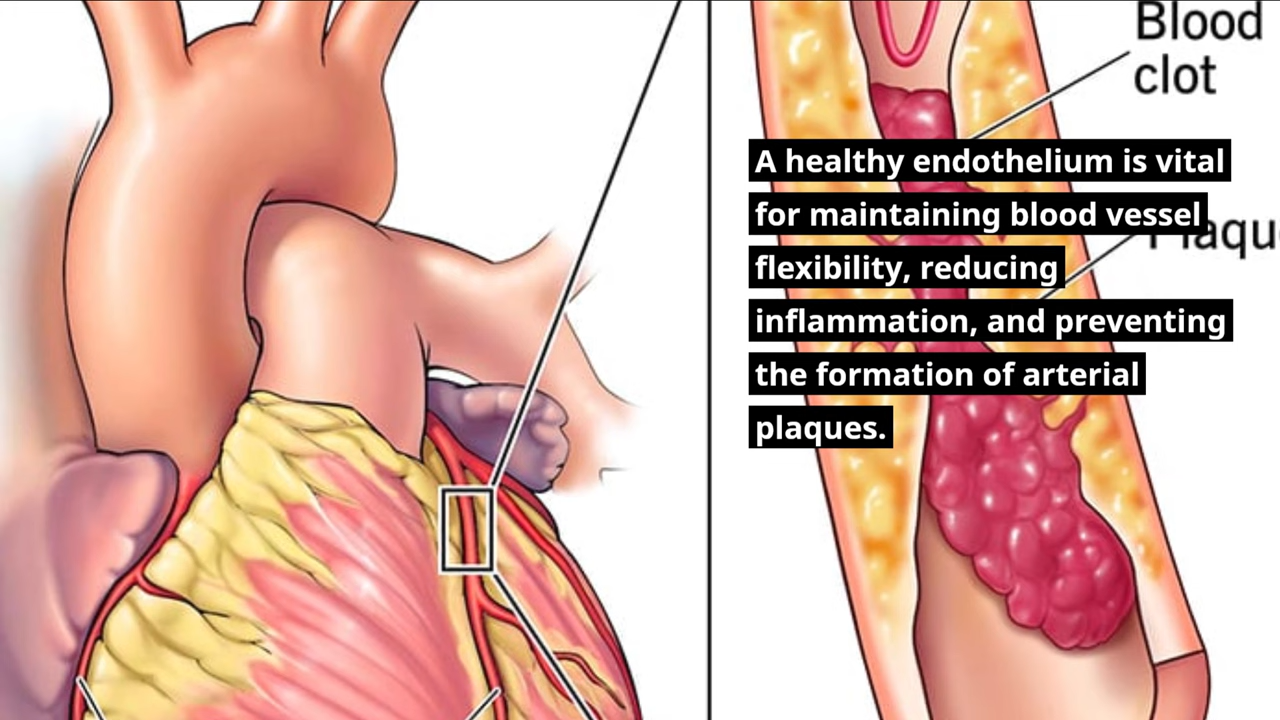 Blood
clot
A healthy endothelium is vital
for maintaining blood vessel
flexibility, reducing
inflammation, and preventing
the formation of arterial
plaques.